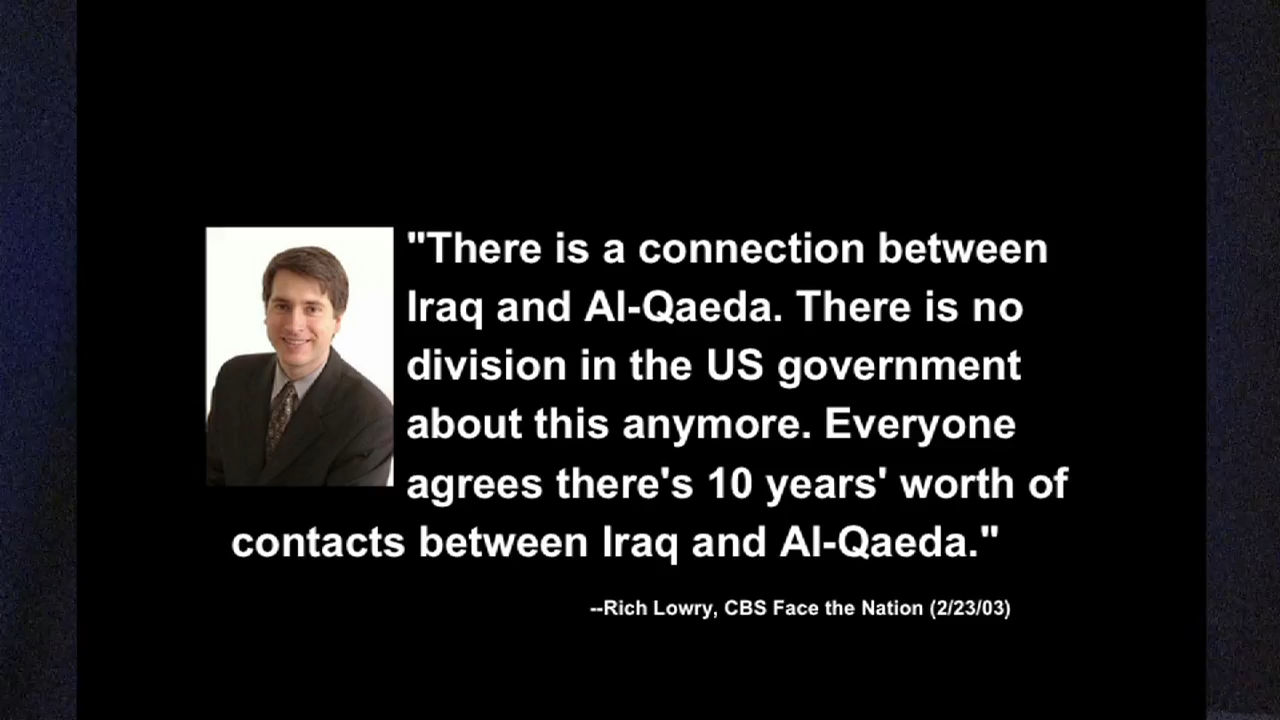 "There is a connection between
Iraq and Al-Qaeda. There is no
division in the US government
about this anymore. Everyone
agrees there's 10 years' worth of
contacts between Iraq and Al-Qaeda."
--Rich Lowry, CBS Face the Nation (2/23/03)